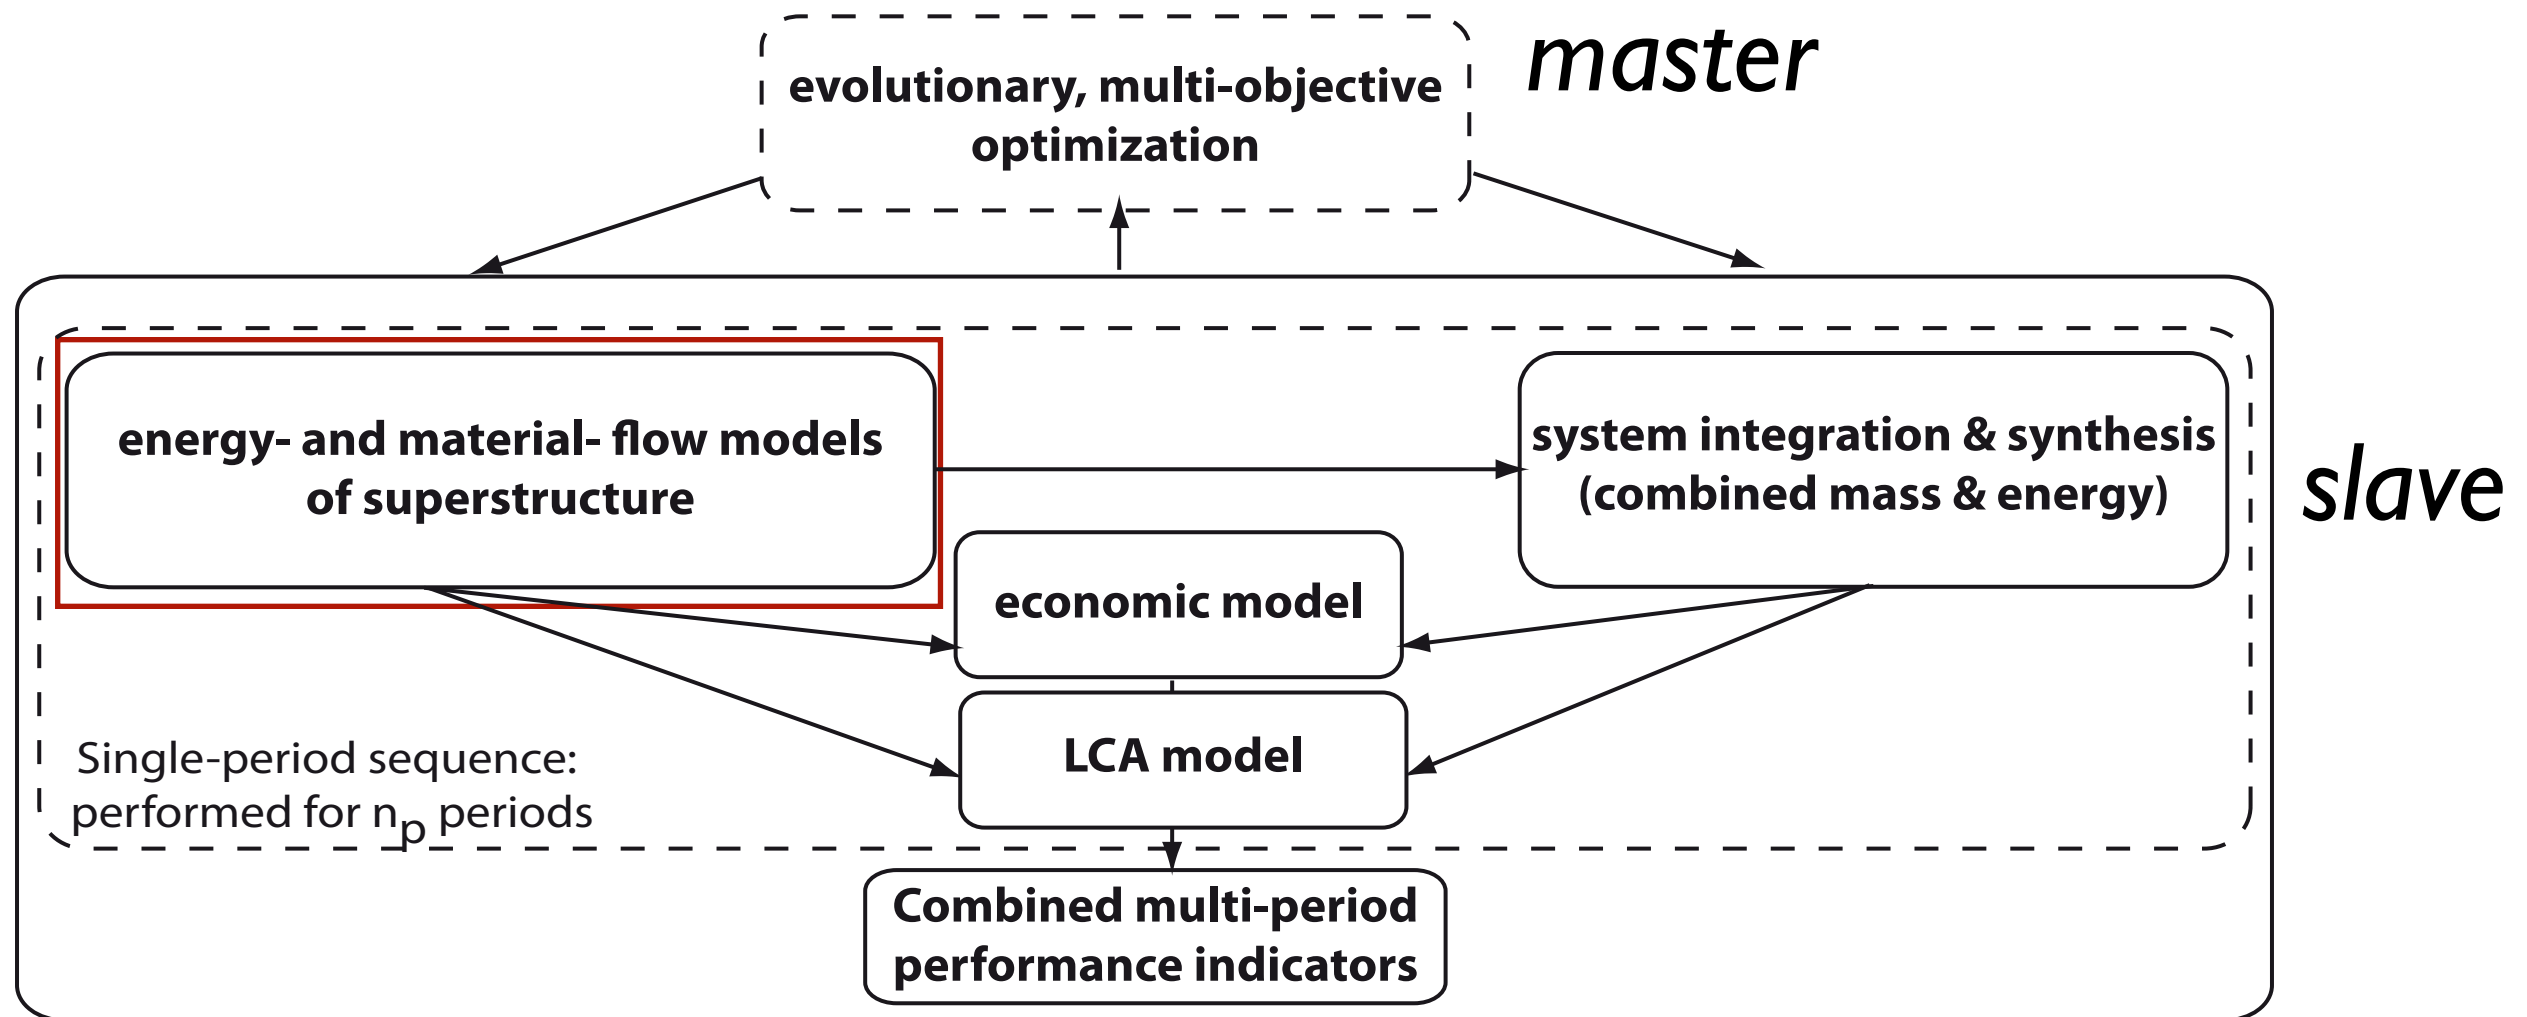 master
evolutionary, multi-objective
optimization
energy- and material- flow models
of superstructure
system integration & synthesis
(combined mass & energy)
slave
economic model
LCA model
Single-period sequence:
performed for np periods
Combined multi-period
performance indicators